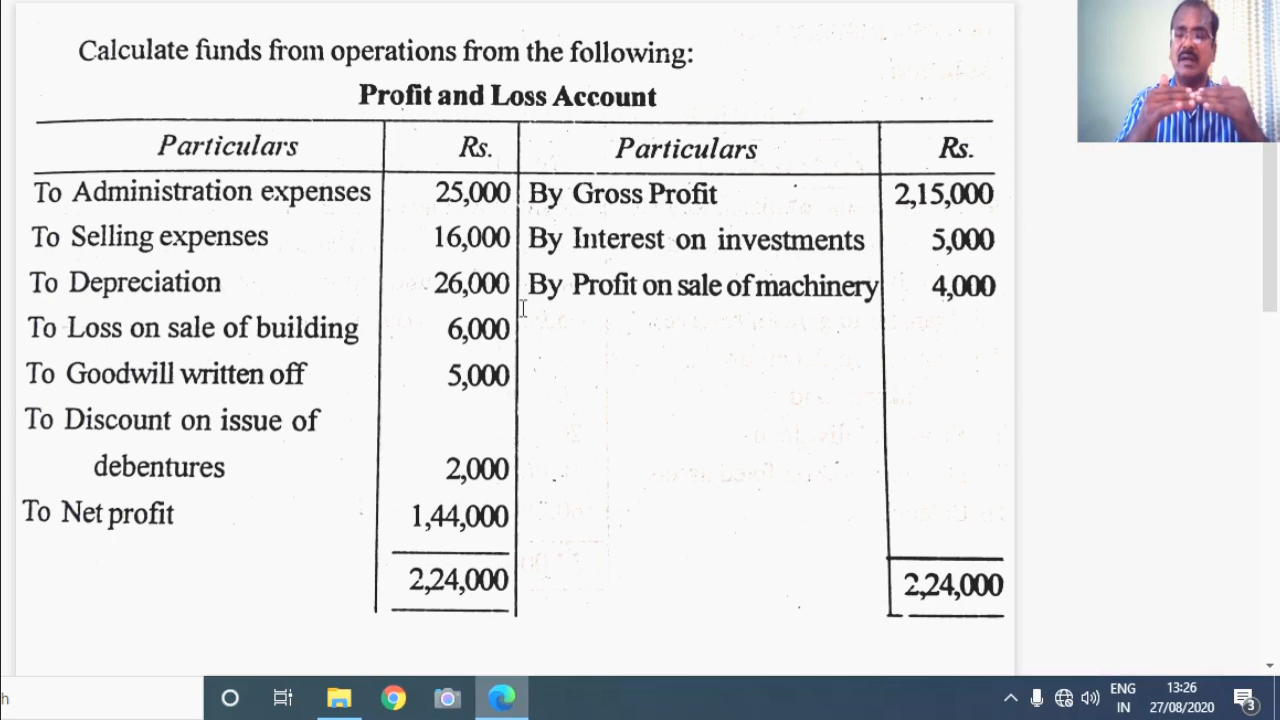 Calculate funds from operations from the following:
Profit and Loss Account
Particulars Rs. Particulars Rs.
To Administration expenses 25,000 By Gross Profit 2,15,000
To Selling expenses 16,000 By Interest on investments 5,000
To Depreciation 26,000 By Profit on sale of machinery 4,000
To Loss on sale of building 6,000
To Goodwill written off 5,000
To Discount on issue of
debentures 2,000
To Net profit 1,44,000
2,24,000 2,24,000
h
ENG 13:26
IN 27/08/2020 3